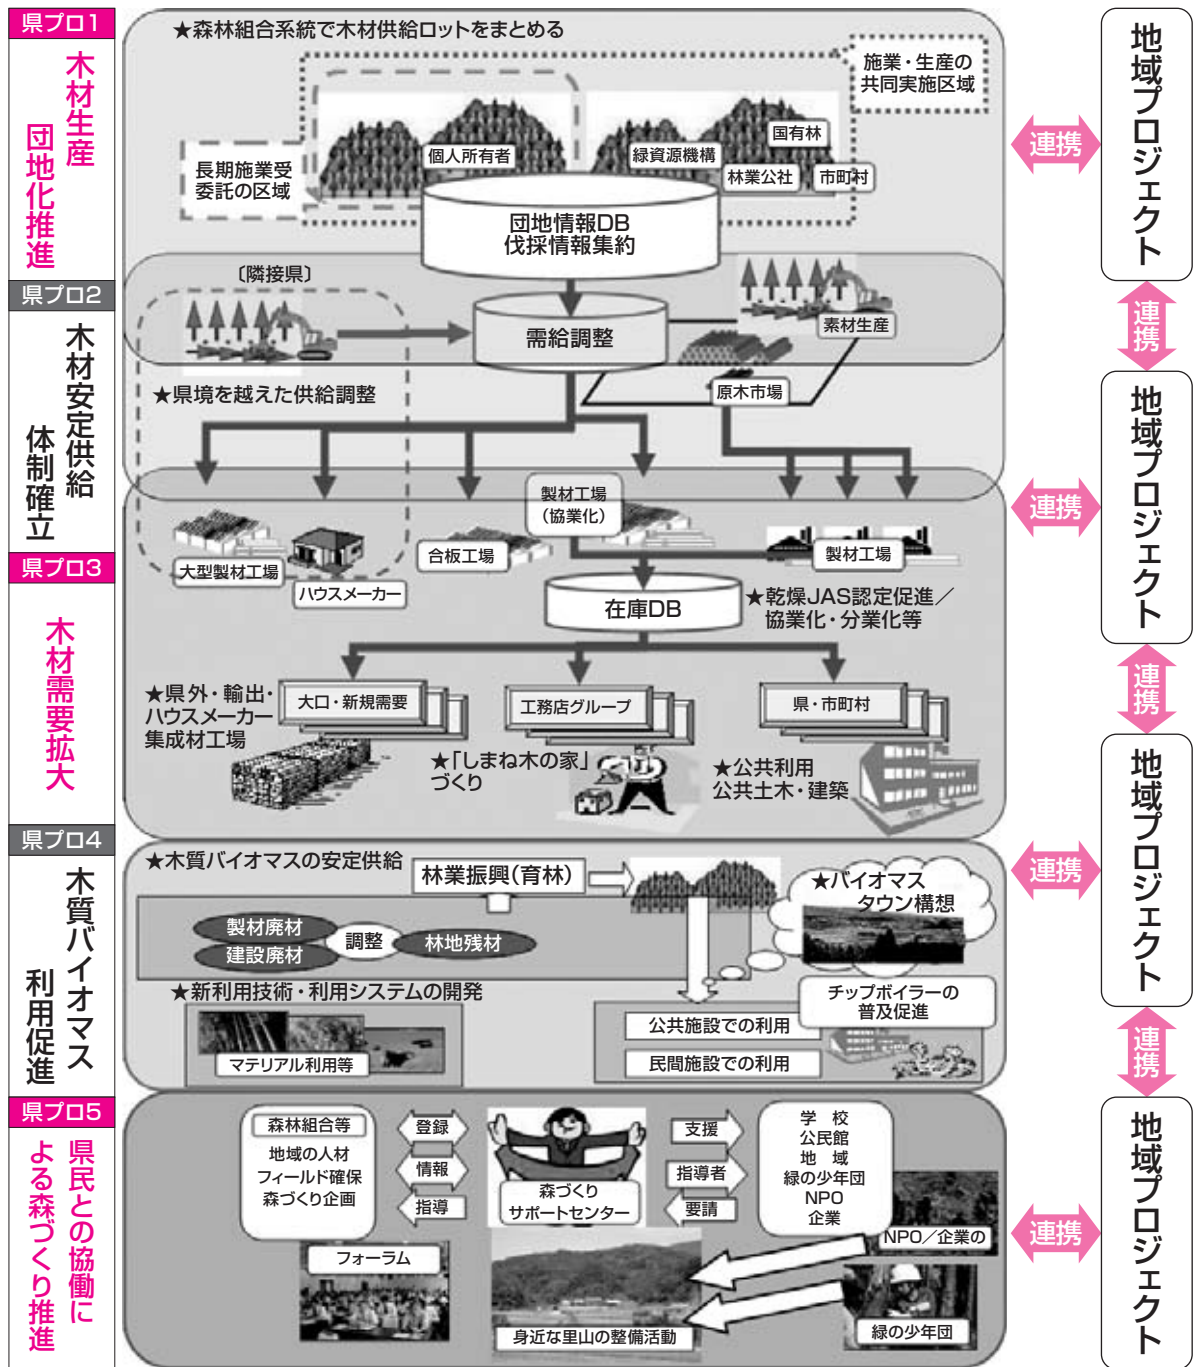 県プロ1
木材生産
団地化推進
★森林組合系統で木材供給ロットをまとめる
施業・生産の
共同実施区域
長期施業受
委託の区域
個人所有者
国有林
緑資源機構
林業公社
市町村
団地情報DB
伐採情報集約
連携
地域プロジェクト
連携
県プロ2
木材安定供給
体制確立
〔隣接県〕
需給調整
素材生産
原木市場
★県境を越えた供給調整
製材工場
(協業化)
大型製材工場
ハウスメーカー
合板工場
製材工場
連携
地域プロジェクト
連携
県プロ3
木材需要拡大
在庫DB
★乾燥JAS認定促進／
協業化・分業化等
★県外・輸出・
ハウスメーカー
集成材工場
大口・新規需要
工務店グループ
県・市町村
★「しまね木の家」
づくり
★公共利用
公共土木・建築
県プロ4
木質バイオマス
利用促進
★木質バイオマスの安定供給
林業振興(育林)
★バイオマス
タウン構想
製材廃材
建設廃材
調整
林地残材
★新利用技術・利用システムの開発
マテリアル利用等
チップボイラーの
普及促進
公共施設での利用
民間施設での利用
連携
地域プロジェクト
連携
県プロ5
県民との協働に
よる森づくり推進
森林組合等
地域の人材
フィールド確保
森づくり企画
登録
情報
指導
森づくり
サポートセンター
支援
指導者
要請
学　校
公民館
地　域
緑の少年団
NPO
企業
フォーラム
NPO／企業の
身近な里山の整備活動
緑の少年団
連携
地域プロジェクト